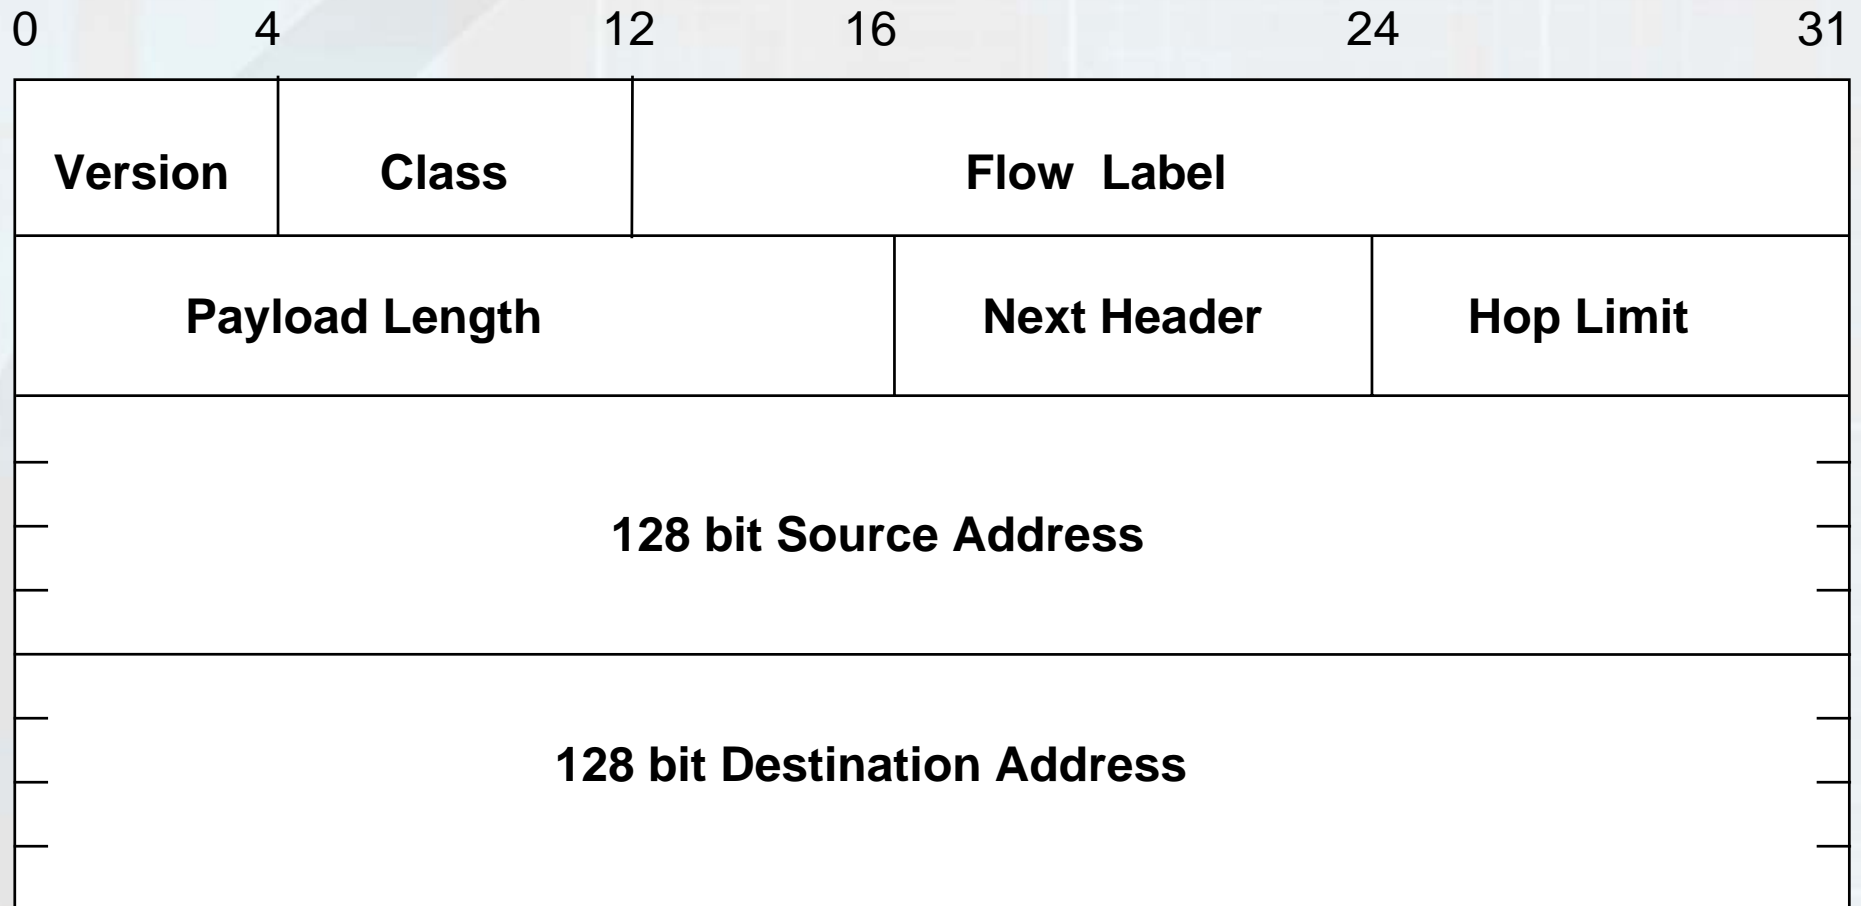 0 4 12 16 24 31
Version Class Flow Label
Payload Length Next Header Hop Limit
128 bit Source Address
128 bit Destination Address